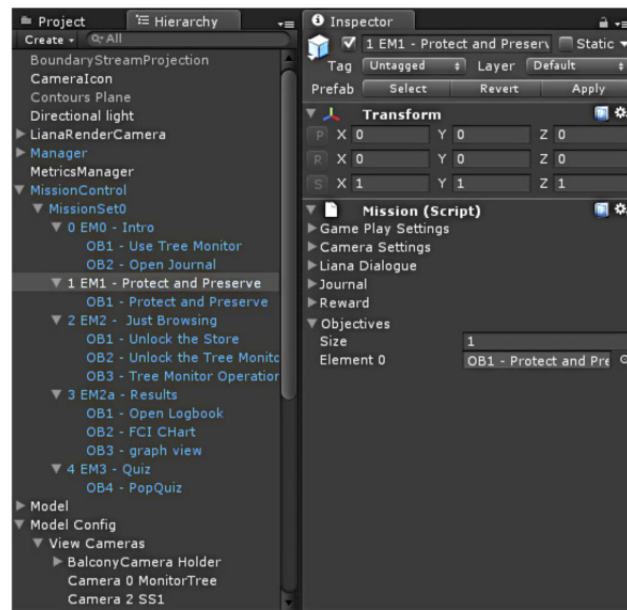 Project
Hierarchy
Create
All
BoundaryStreamProjection
CameraIcon
Contours Plane
Directional light
LianaRenderCamera
Manager
MetricsManager
MissionControl
MissionSet0
0 EM0 - Intro
OB1 - Use Tree Monitor
OB2 - Open Journal
1 EM1 - Protect and Preserve
OB1 - Protect and Preserve
2 EM2 - Just Browsing
OB1 - Unlock the Store
OB2 - Unlock the Tree Monito
OB3 - Tree Monitor Operation
3 EM2a - Results
OB1 - Open Logbook
OB2 - FCI CHart
OB3 - graph view
4 EM3 - Quiz
OB4 - PopQuiz
Model
Model Config
View Cameras
BalconyCamera Holder
Camera 0 MonitorTree
Camera 2 SS1
Inspector
1 EM1 - Protect and Preserv Static
Tag Untagged Layer Default
Prefab Select Revert Apply
Transform
P X 0 Y 0 Z 0
R X 0 Y 0 Z 0
S X 1 Y 1 Z 1
Mission (Script)
Game Play Settings
Camera Settings
Liana Dialogue
Journal
Reward
Objectives
Size 1
Element 0 OB1 - Protect and Pre